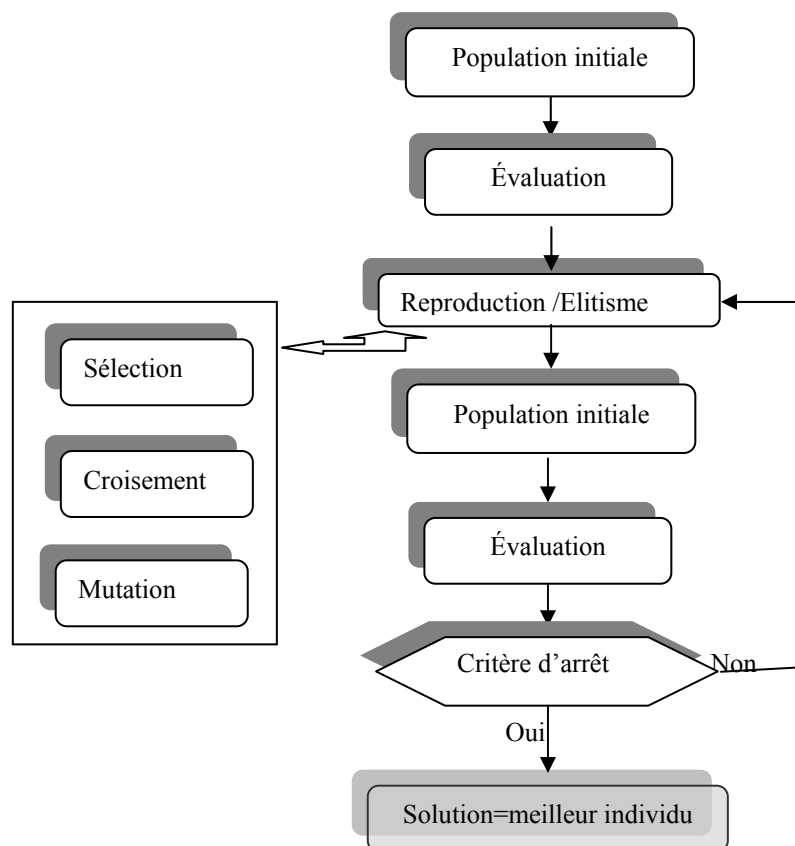 Population initiale
Évaluation
Reproduction /Elitisme
Sélection
Croisement
Mutation
Population initiale
Évaluation
Critère d’arrêt
Non
Oui
Solution=meilleur individu